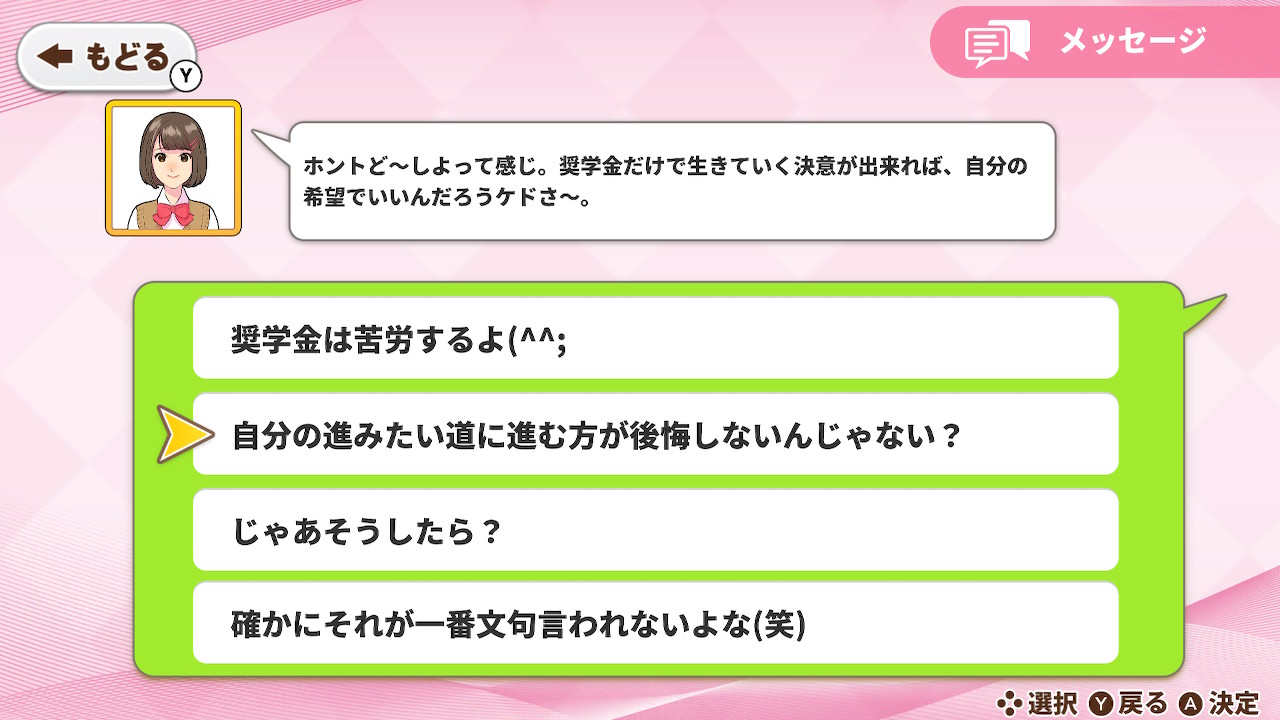 もどる
Y
メッセージ
ホントど～しよって感じ。奨学金だけで生きていく決意が出来れば、自分の
希望でいいんだろうケドさ～。
奨学金は苦労するよ(^^;
自分の進みたい道に進む方が後悔しないんじゃない？
じゃあそうしたら？
確かにそれが一番文句言われないよな(笑)
選択 Y 戻る A 決定